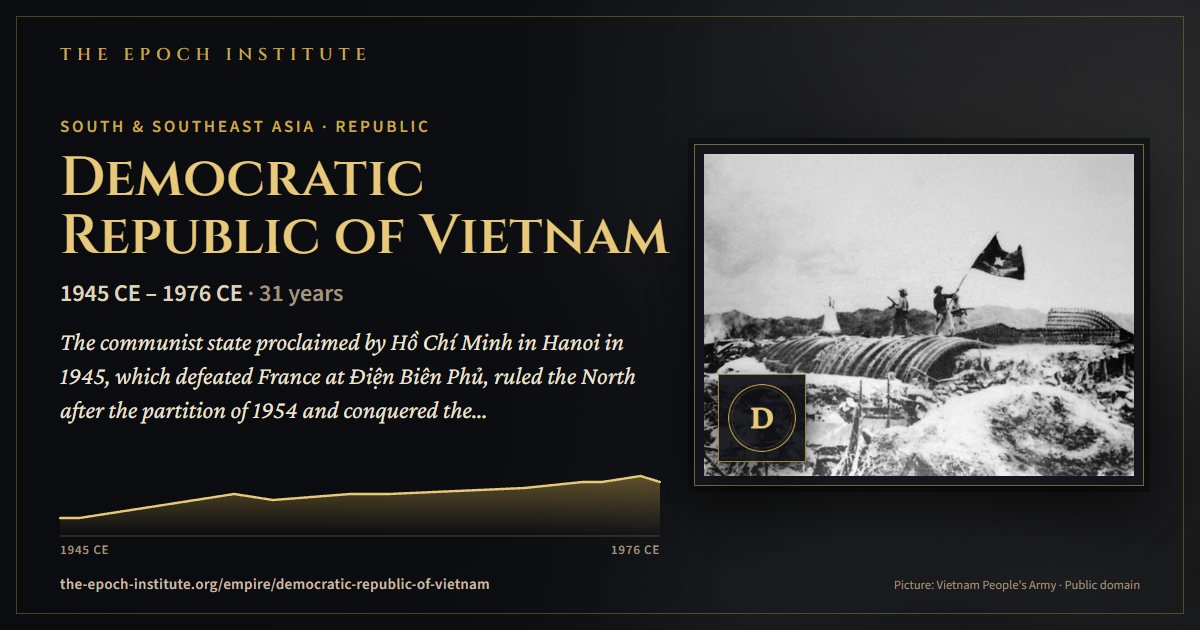 THE EPOCH INSTITUTE
SOUTH & SOUTHEAST ASIA · REPUBLIC
DEMOCRATIC
REPUBLIC OF VIETNAM
1945 CE – 1976 CE · 31 years
The communist state proclaimed by Hồ Chí Minh in Hanoi in
1945, which defeated France at Điện Biên Phủ, ruled the North
after the partition of 1954 and conquered the...
D
1945 CE
1976 CE
the-epoch-institute.org/empire/democratic-republic-of-vietnam
Picture: Vietnam People's Army · Public domain